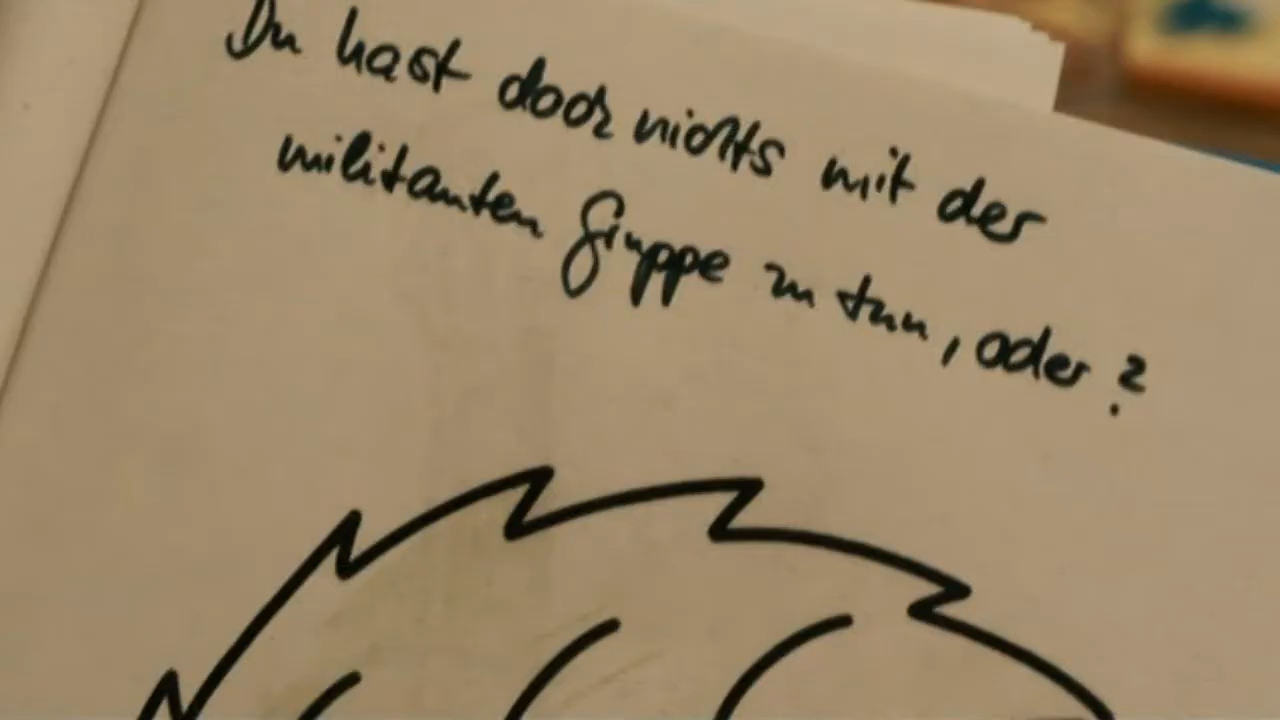 Du hast doch nichts mit der
militanten Gruppe zu tun, oder?